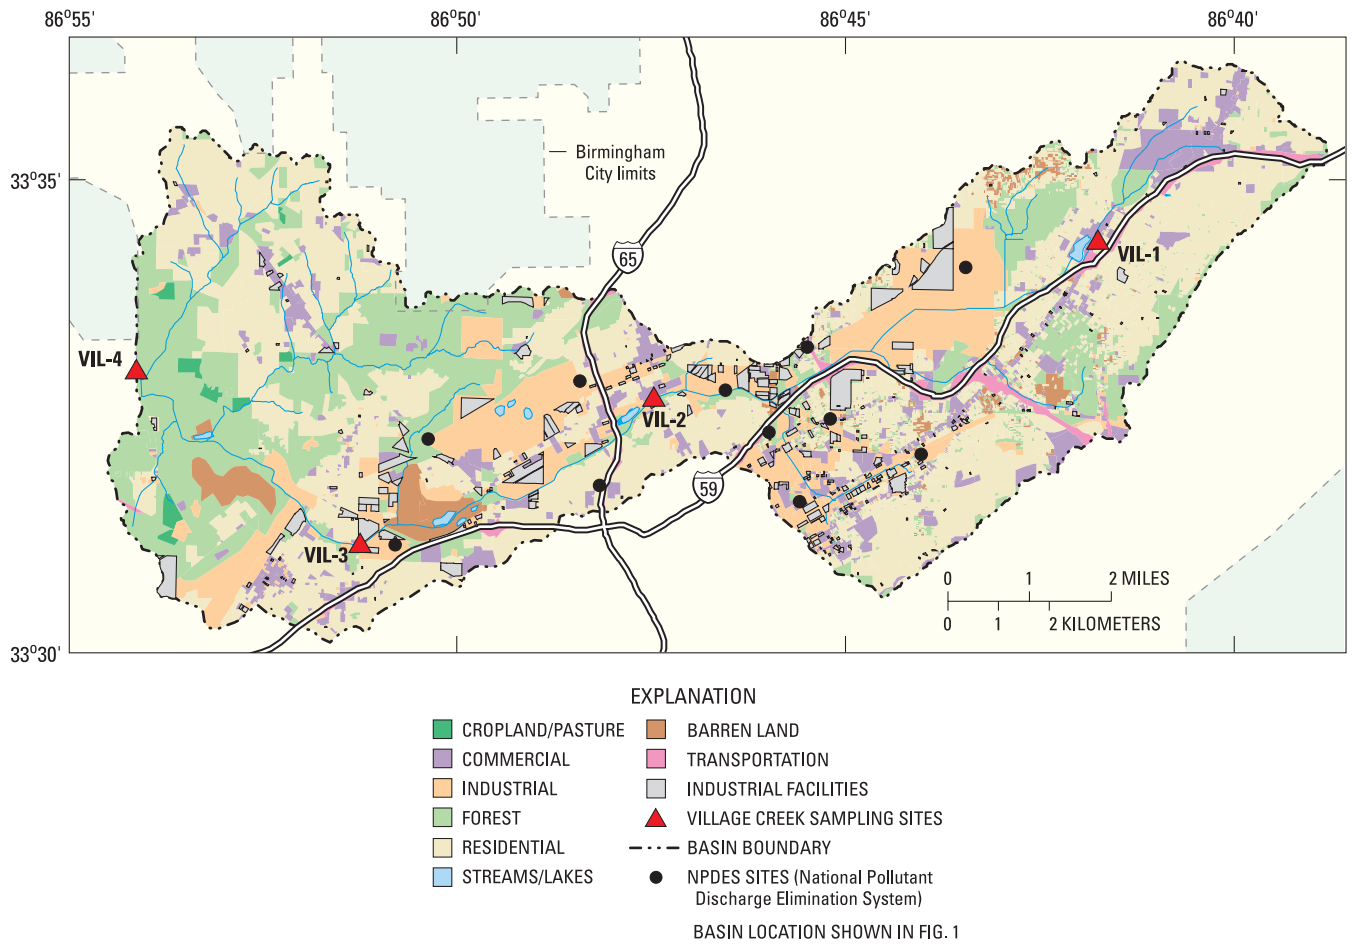 86°55'
86°50'
86°45'
86°40'
33°35'
Birmingham
City limits
65
VIL-1
VIL-4
VIL-2
59
VIL-3
0 1 2 MILES
0 1 2 KILOMETERS
33°30'
EXPLANATION
CROPLAND/PASTURE
COMMERCIAL
INDUSTRIAL
FOREST
RESIDENTIAL
STREAMS/LAKES
BARREN LAND
TRANSPORTATION
INDUSTRIAL FACILITIES
VILLAGE CREEK SAMPLING SITES
BASIN BOUNDARY
NPDES SITES (National Pollutant
Discharge Elimination System)
BASIN LOCATION SHOWN IN FIG. 1